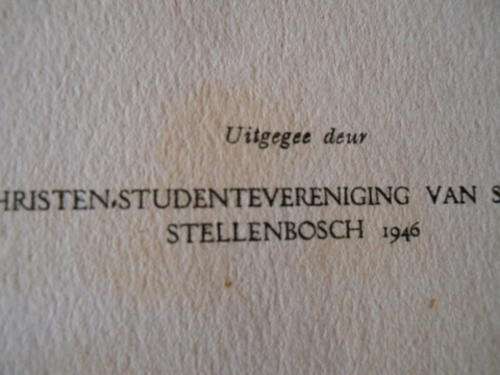 Uitgegee deur
HRISTEN-STUDENTEVERENIGING VAN S
STELLENBOSCH 1946